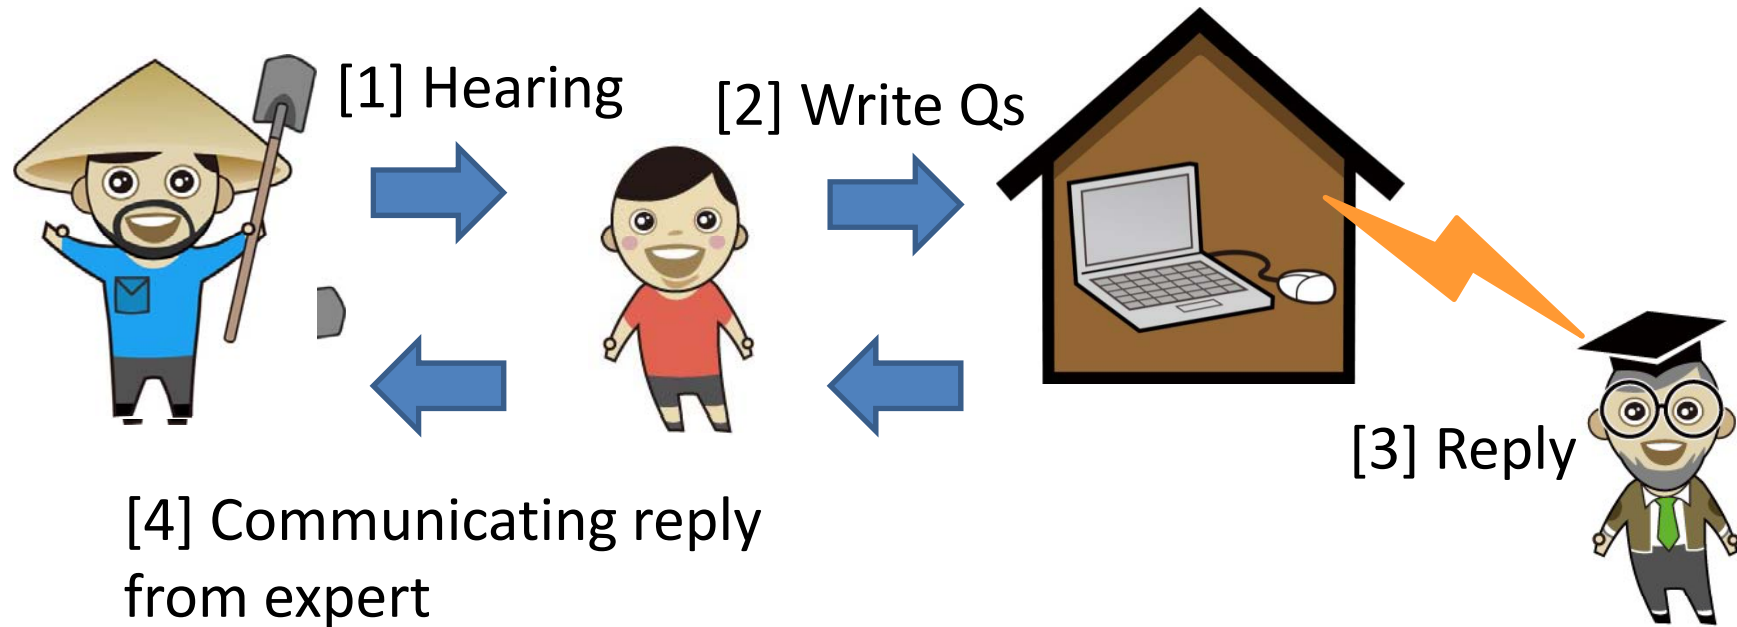 [1] Hearing
[2] Write Qs
[3] Reply
[4] Communicating reply
from expert